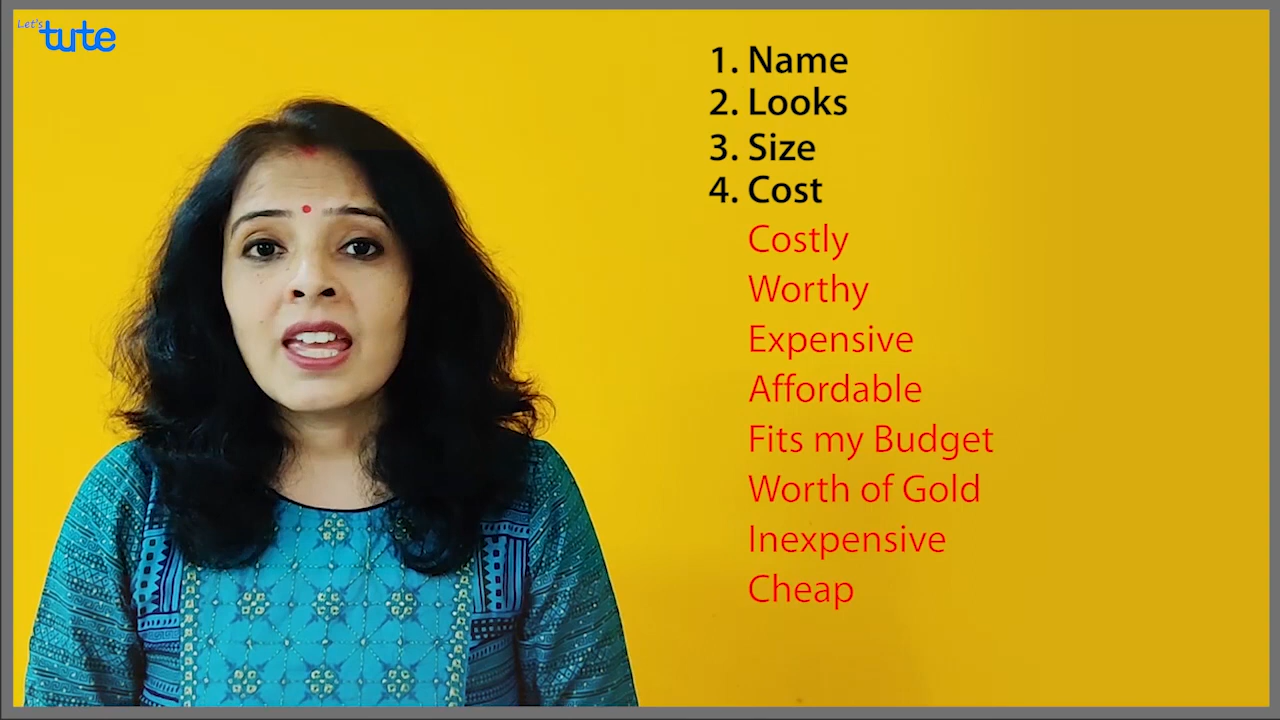 Let's
tute
1. Name
2. Looks
3. Size
4. Cost
Costly
Worthy
Expensive
Affordable
Fits my Budget
Worth of Gold
Inexpensive
Cheap